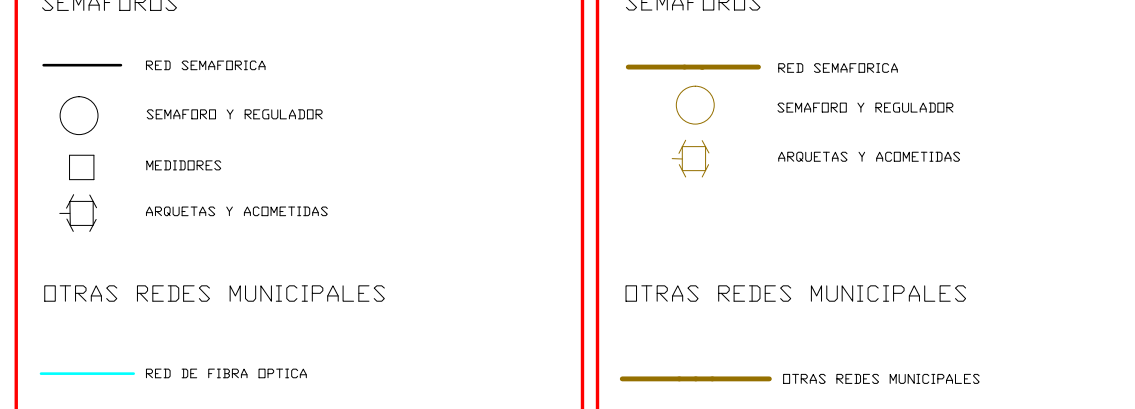 SEMAFOROS
RED SEMAFORICA
SEMAFORO Y REGULADOR
MEDIDORES
ARQUETAS Y ACOMETIDAS
OTRAS REDES MUNICIPALES
RED DE FIBRA OPTICA
SEMAFOROS
RED SEMAFORICA
SEMAFORO Y REGULADOR
ARQUETAS Y ACOMETIDAS
OTRAS REDES MUNICIPALES
OTRAS REDES MUNICIPALES